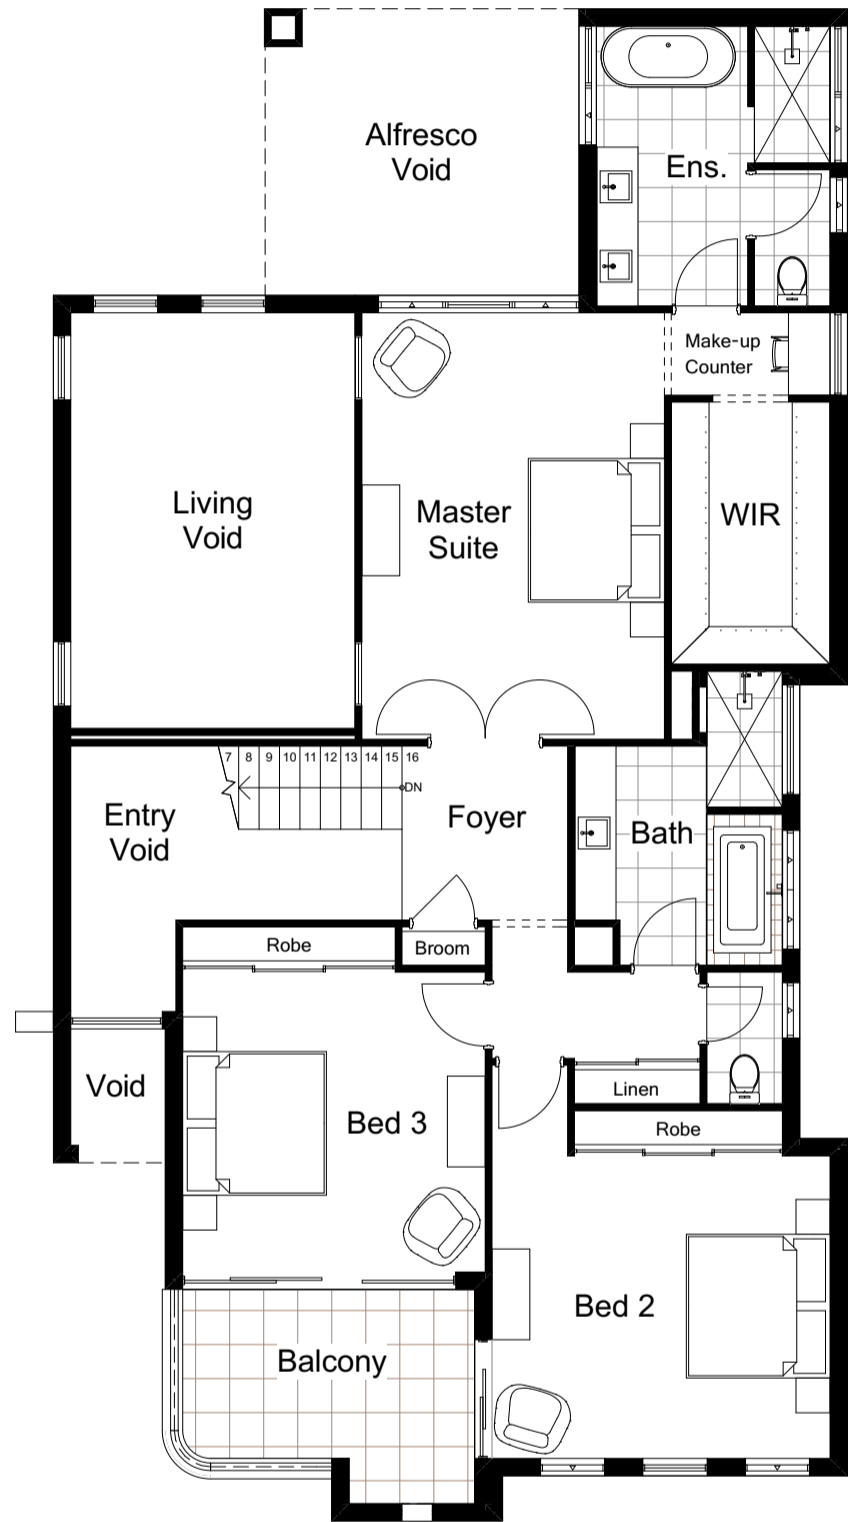 Alfresco
Void
Ens.
Make-up
Counter
Living
Void
Master
Suite
WIR
7 8 9 10 11 12 13 14 15 16
DN
Entry
Void
Foyer
Bath
Robe
Broom
Void
Bed 3
Linen
Robe
Bed 2
Balcony